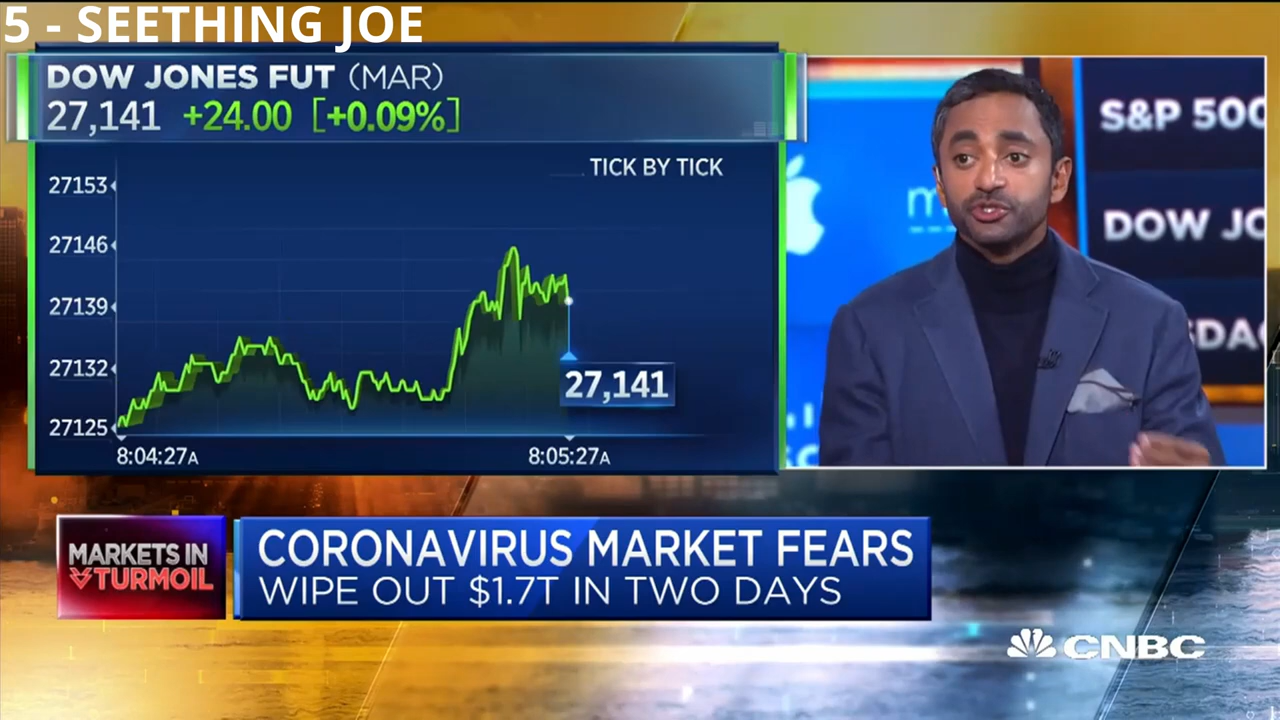 5 - SEETHING JOE
DOW JONES FUT (MAR)
27,141 +24.00 [+0.09%]
TICK BY TICK
27153
27146
27139
27132
27125
27,141
8:04:27A
8:05:27A
S&P 500
DOW JO
SDA
MARKETS IN
TURMOIL
CORONAVIRUS MARKET FEARS
WIPE OUT $1.7T IN TWO DAYS
CNBC